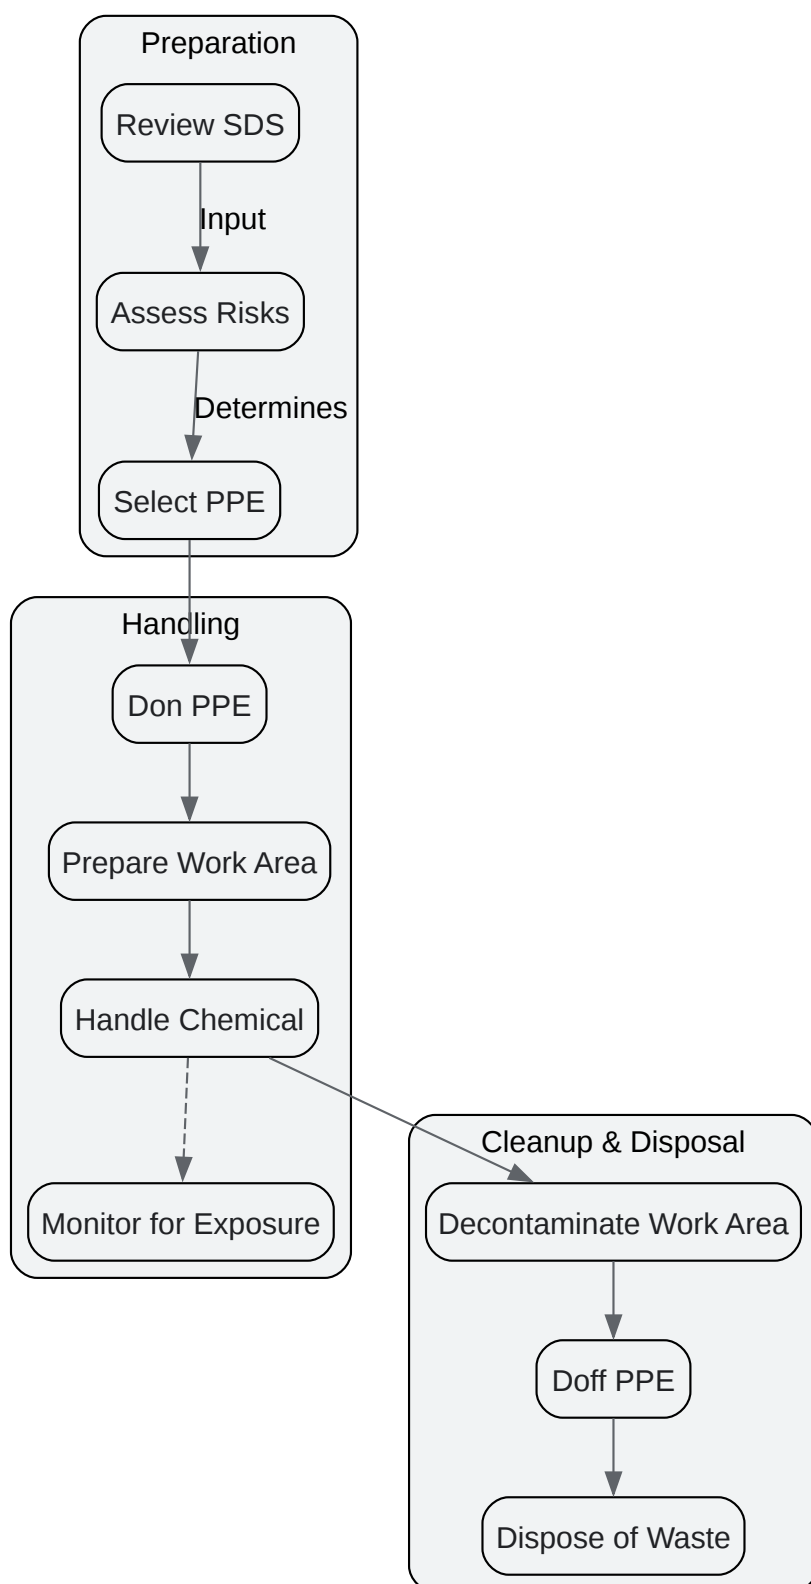 Preparation
Review SDS
Input
Assess Risks
Determines
Select PPE
Handling
Don PPE
Prepare Work Area
Handle Chemical
Monitor for Exposure
Cleanup & Disposal
Decontaminate Work Area
Doff PPE
Dispose of Waste